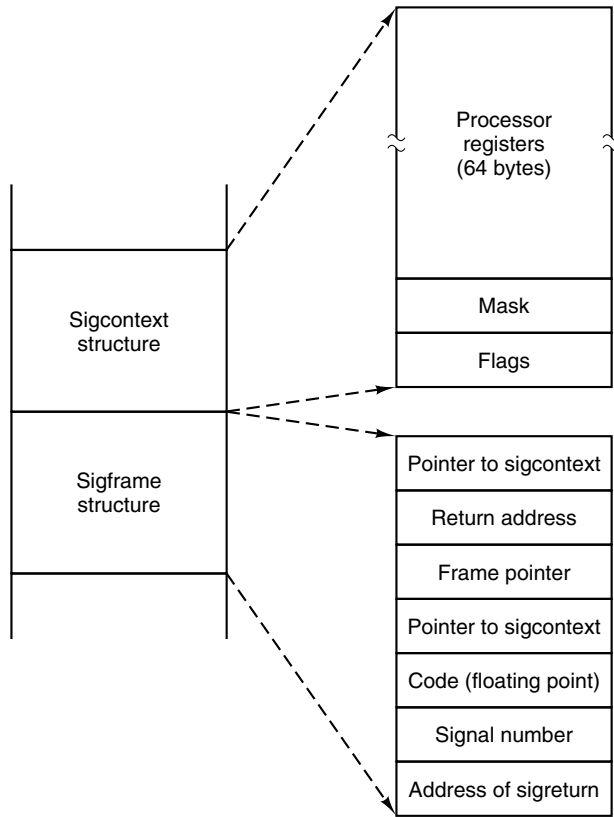 Sigcontext
structure
Sigframe
structure
Processor
registers
(64 bytes)
Mask
Flags
Pointer to sigcontext
Return address
Frame pointer
Pointer to sigcontext
Code (floating point)
Signal number
Address of sigreturn